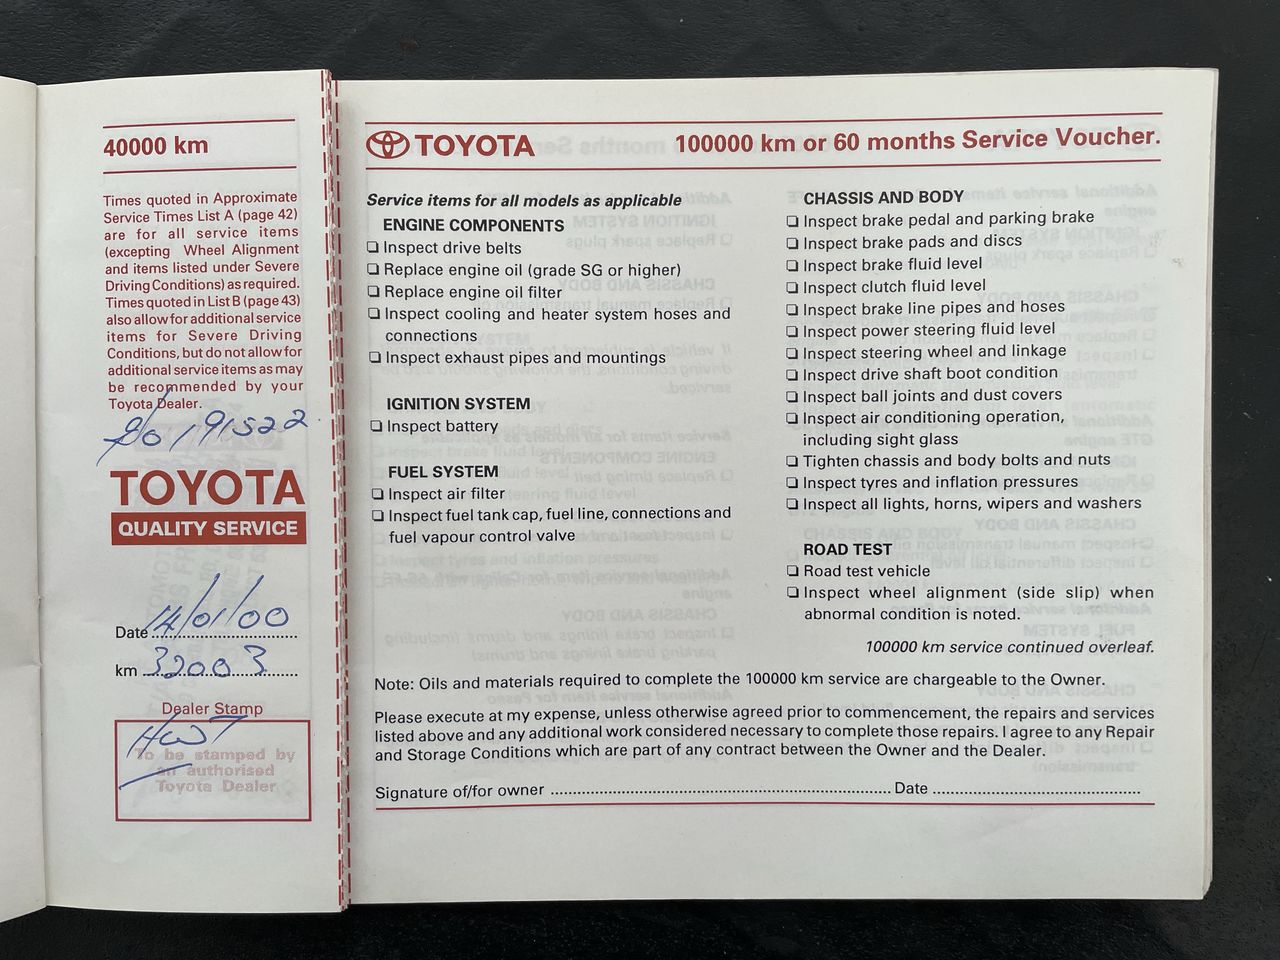 40000 km
Times quoted in Approximate
Service Times List A (page 42)
are for all service items
(excepting Wheel Alignment
and items listed under Severe
Driving Conditions) as required.
Times quoted in List B (page 43)
also allow for additional service
items for Severe Driving
Conditions, but do not allow for
additional service items as may
be recommended by your
Toyota Dealer.
191522
TOYOTA
QUALITY SERVICE
Date 14/01/00
km 32003
Dealer Stamp
To be stamped by
an authorised
Toyota Dealer
TOYOTA 100000 km or 60 months Service Voucher.
Service items for all models as applicable
ENGINE COMPONENTS
Inspect drive belts
Replace engine oil (grade SG or higher)
Replace engine oil filter
Inspect cooling and heater system hoses and
connections
Inspect exhaust pipes and mountings
IGNITION SYSTEM
Inspect battery
FUEL SYSTEM
Inspect air filter
Inspect fuel tank cap, fuel line, connections and
fuel vapour control valve
CHASSIS AND BODY
Inspect brake pedal and parking brake
Inspect brake pads and discs
Inspect brake fluid level
Inspect clutch fluid level
Inspect brake line pipes and hoses
Inspect power steering fluid level
Inspect steering wheel and linkage
Inspect drive shaft boot condition
Inspect ball joints and dust covers
Inspect air conditioning operation,
including sight glass
Tighten chassis and body bolts and nuts
Inspect tyres and inflation pressures
Inspect all lights, horns, wipers and washers
ROAD TEST
Road test vehicle
Inspect wheel alignment (side slip) when
abnormal condition is noted.
100000 km service continued overleaf.
Note: Oils and materials required to complete the 100000 km service are chargeable to the Owner.
Please execute at my expense, unless otherwise agreed prior to commencement, the repairs and services
listed above and any additional work considered necessary to complete those repairs. I agree to any Repair
and Storage Conditions which are part of any contract between the Owner and the Dealer.
Signature of/for owner Date